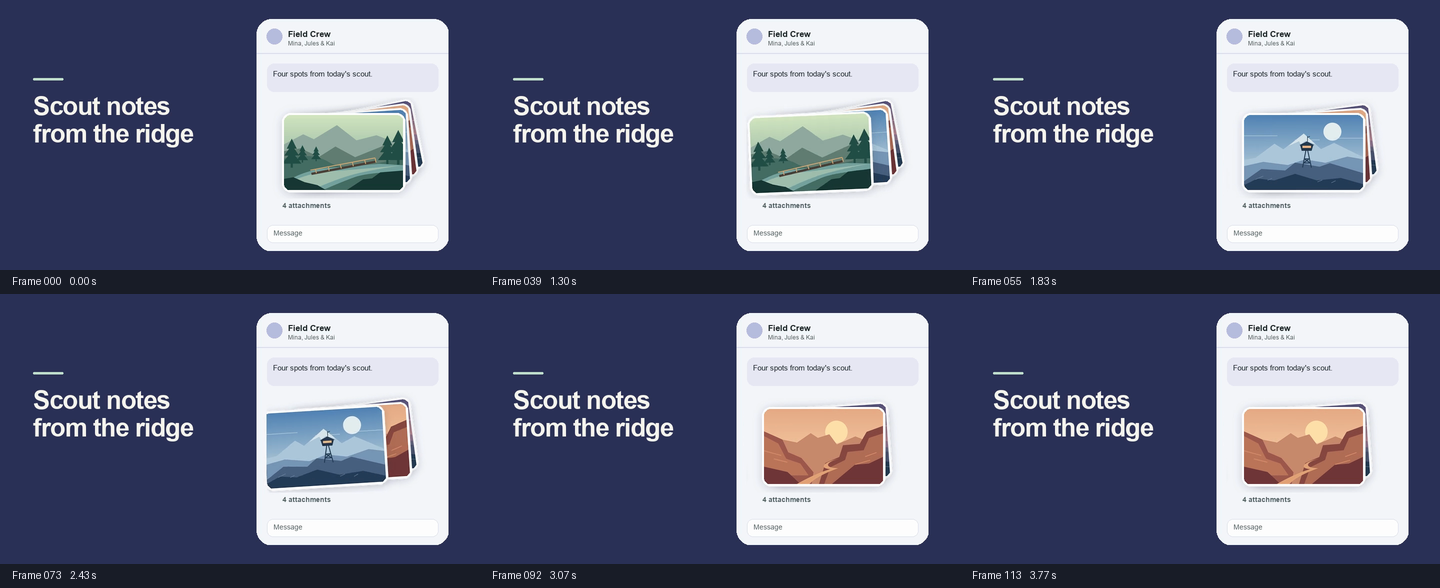 Scout notes
from the ridge
Field Crew
Mina, Jules & Kai
Four spots from today's scout.
4 attachments
Message
Frame 000 0.00 s
Scout notes
from the ridge
Field Crew
Mina, Jules & Kai
Four spots from today's scout.
4 attachments
Message
Frame 039 1.30 s
Scout notes
from the ridge
Field Crew
Mina, Jules & Kai
Four spots from today's scout.
4 attachments
Message
Frame 055 1.83 s
Scout notes
from the ridge
Field Crew
Mina, Jules & Kai
Four spots from today's scout.
4 attachments
Message
Frame 073 2.43 s
Scout notes
from the ridge
Field Crew
Mina, Jules & Kai
Four spots from today's scout.
4 attachments
Message
Frame 092 3.07 s
Scout notes
from the ridge
Field Crew
Mina, Jules & Kai
Four spots from today's scout.
4 attachments
Message
Frame 113 3.77 s